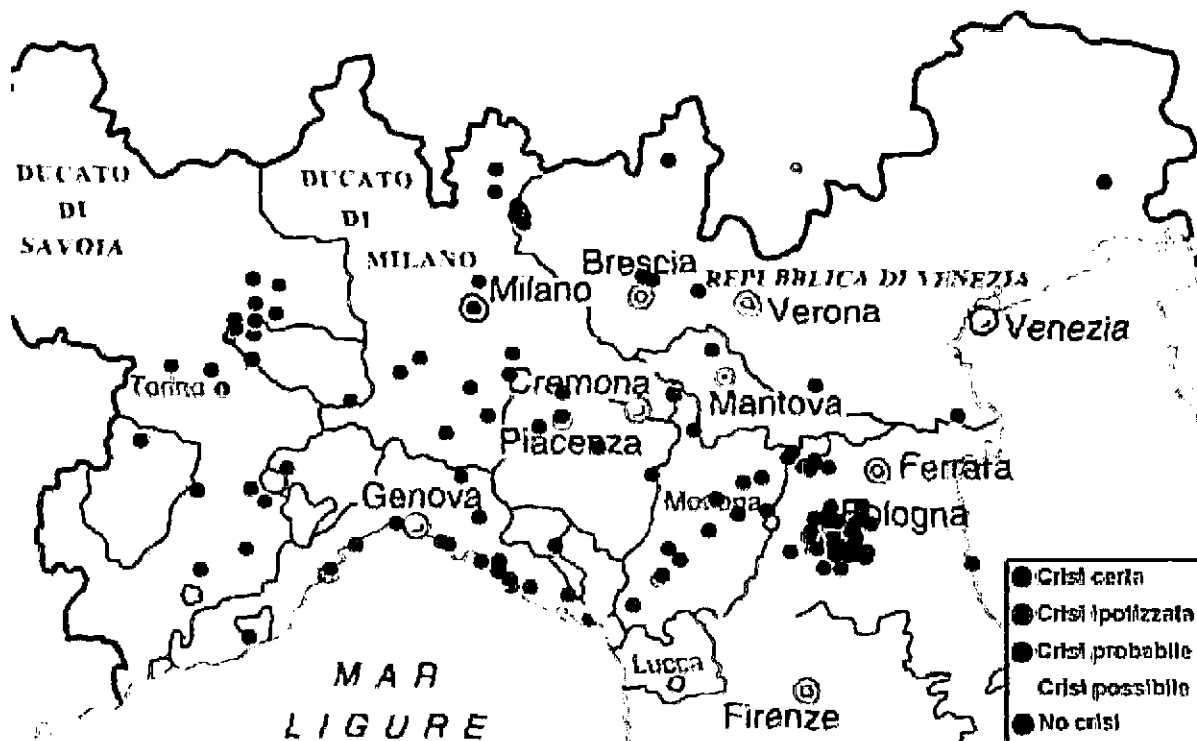 DUCATO
DI
SAVOIA
DUCATO
DI
MILANO
Milano
Brescia
REPUBBLICA DI VENEZIA
Verona
Venezia
Torino
Cremona
Mantova
Piacenza
Genova
Modena
Ferrara
Bologna
Lucca
Firenze
MAR
LIGURE
Crisi certa
Crisi ipotizzata
Crisi probabile
Crisi possibile
No crisi